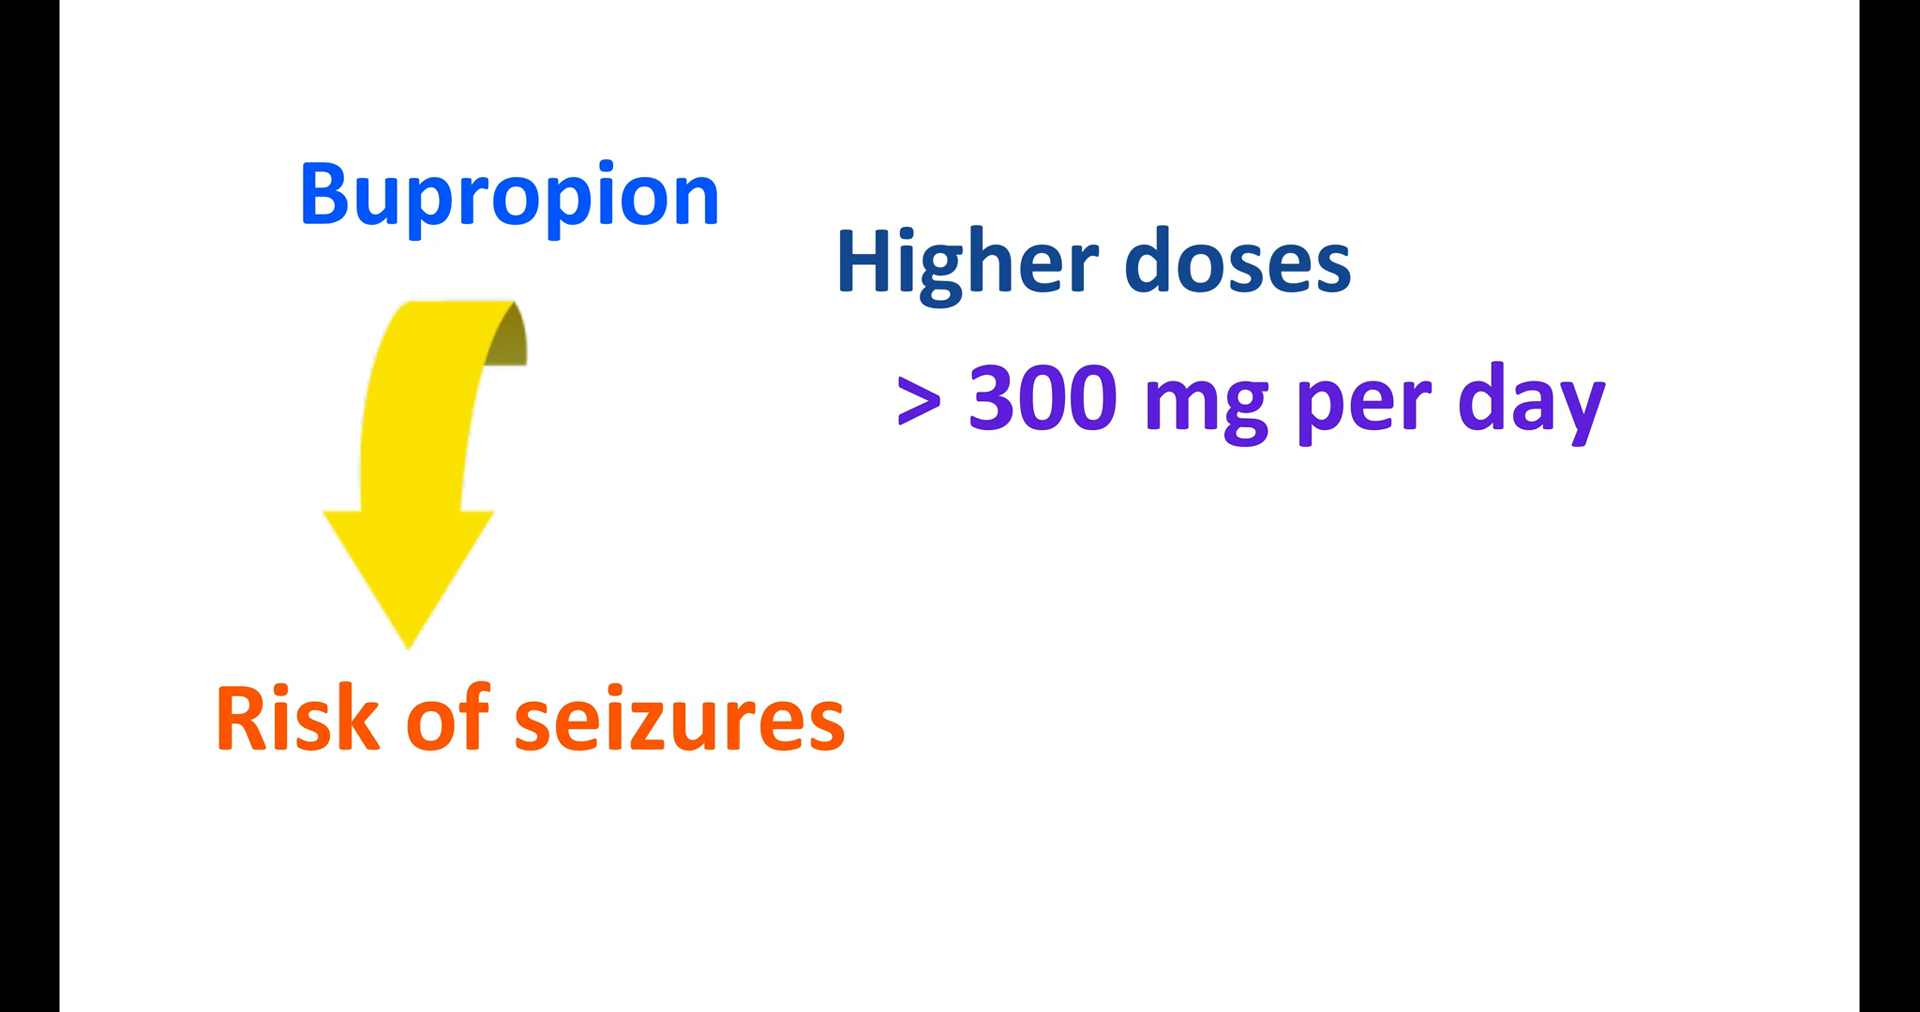 Bupropion
Higher doses
> 300 mg per day
Risk of seizures